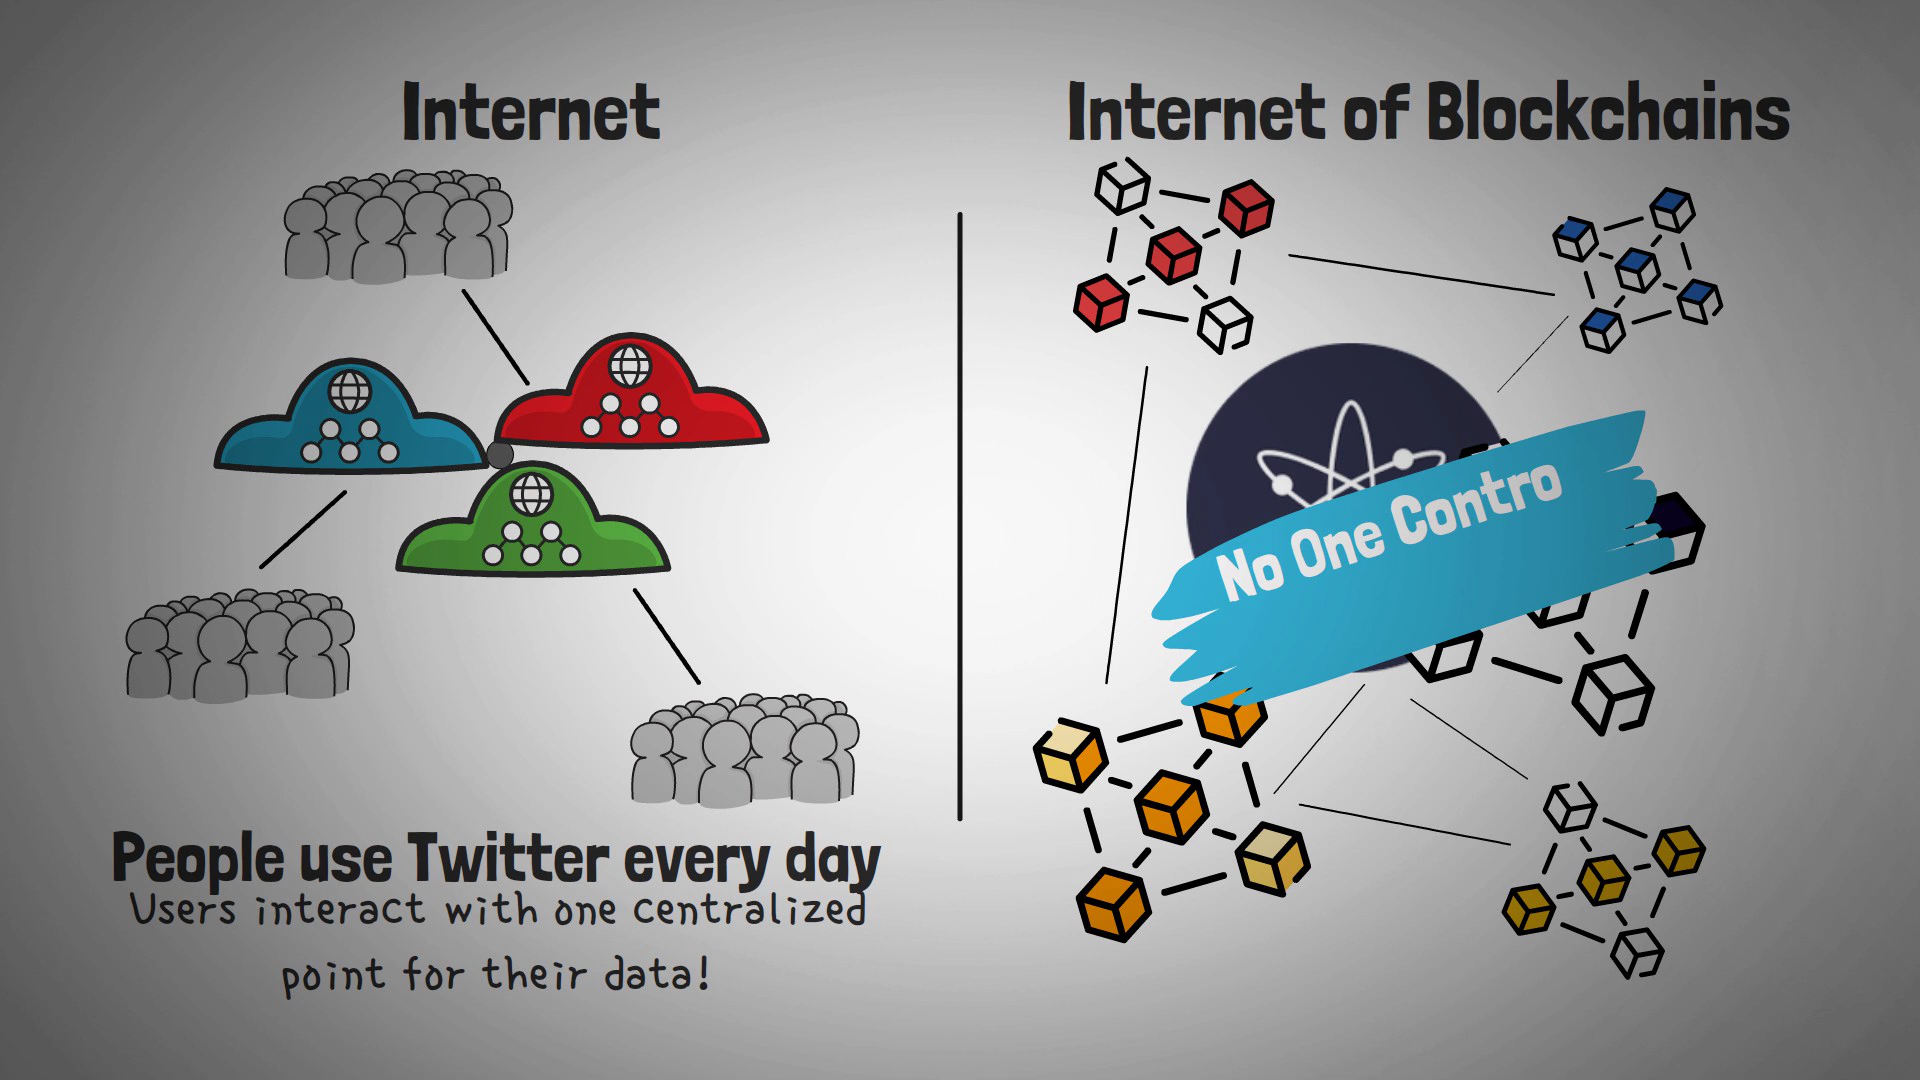 Internet
Internet of Blockchains
No One Contro
People use Twitter every day
Users interact with one centralized
point for their data!